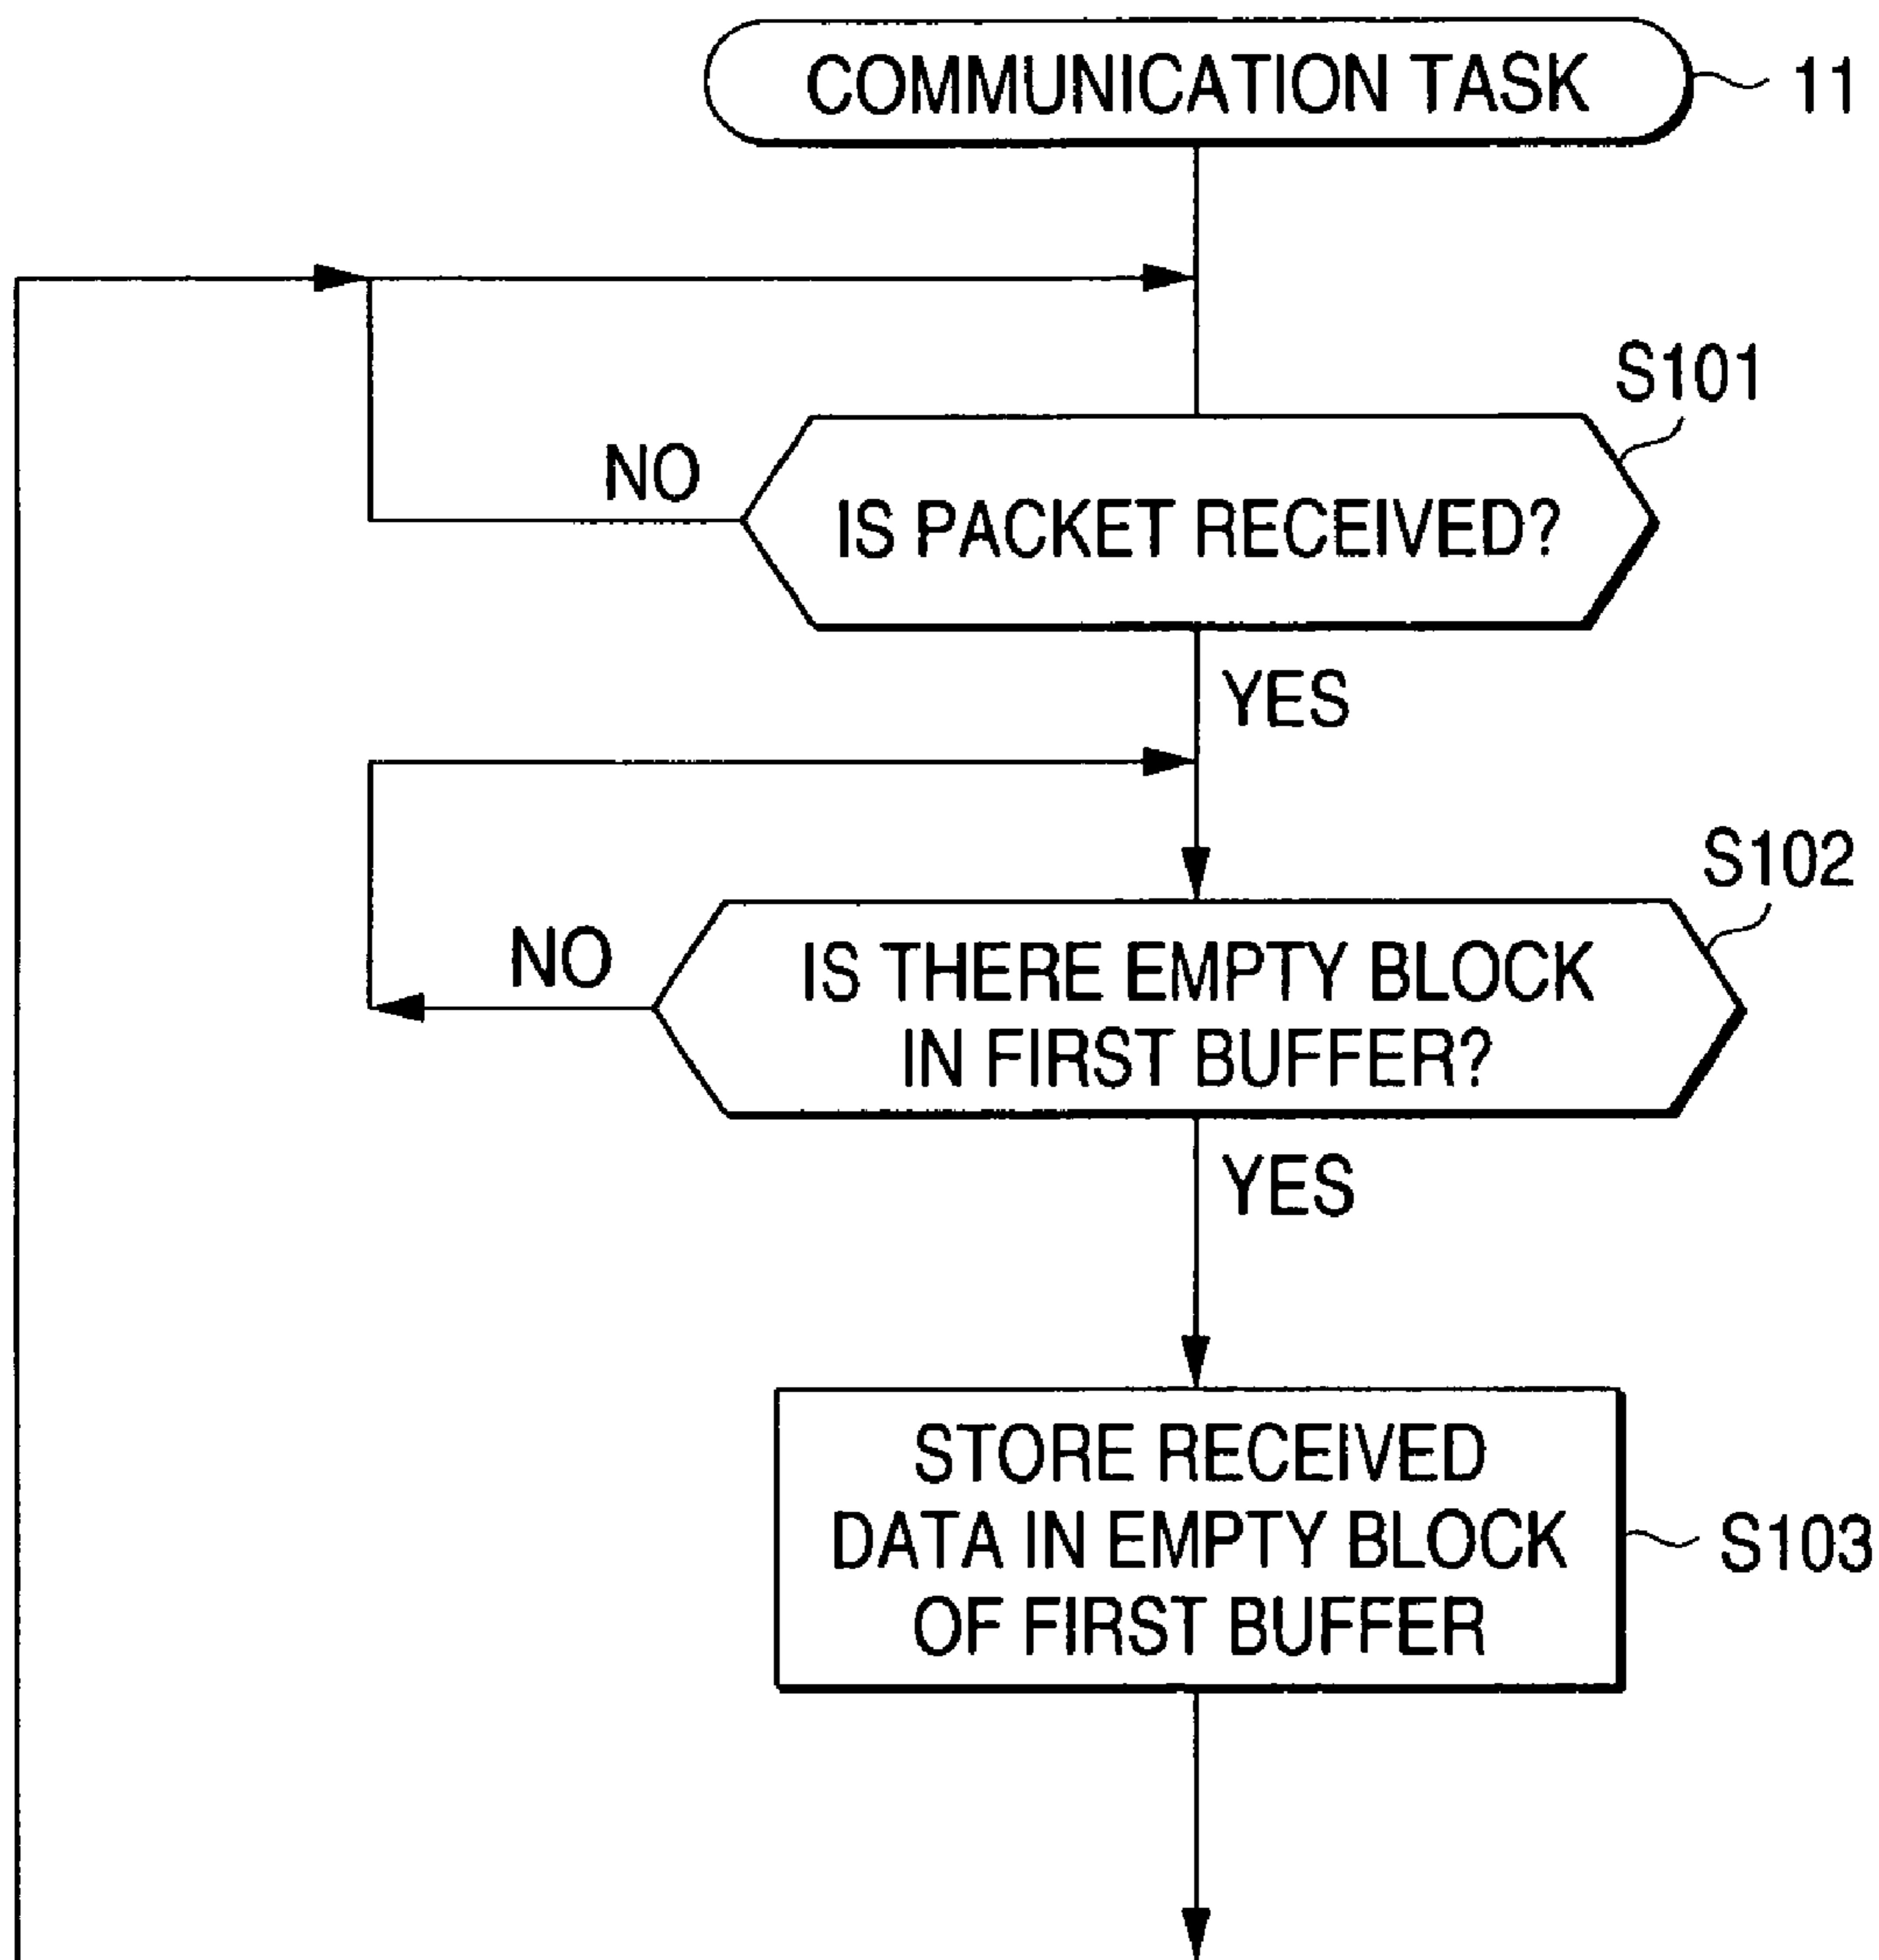 COMMUNICATION TASK
11
S101
NO
IS PACKET RECEIVED?
YES
S102
NO
IS THERE EMPTY BLOCK
IN FIRST BUFFER?
YES
STORE RECEIVED
DATA IN EMPTY BLOCK
OF FIRST BUFFER
S103